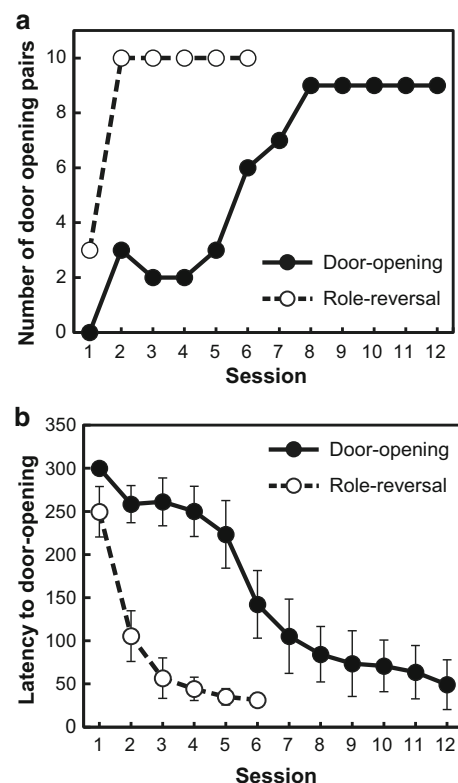 a
Number of door opening pairs
10
8
6
4
2
0
Door-opening
Role-reversal
1 2 3 4 5 6 7 8 9 10 11 12
Session
b
Latency to door-opening
350
300
250
200
150
100
50
0
Door-opening
Role-reversal
1 2 3 4 5 6 7 8 9 10 11 12
Session